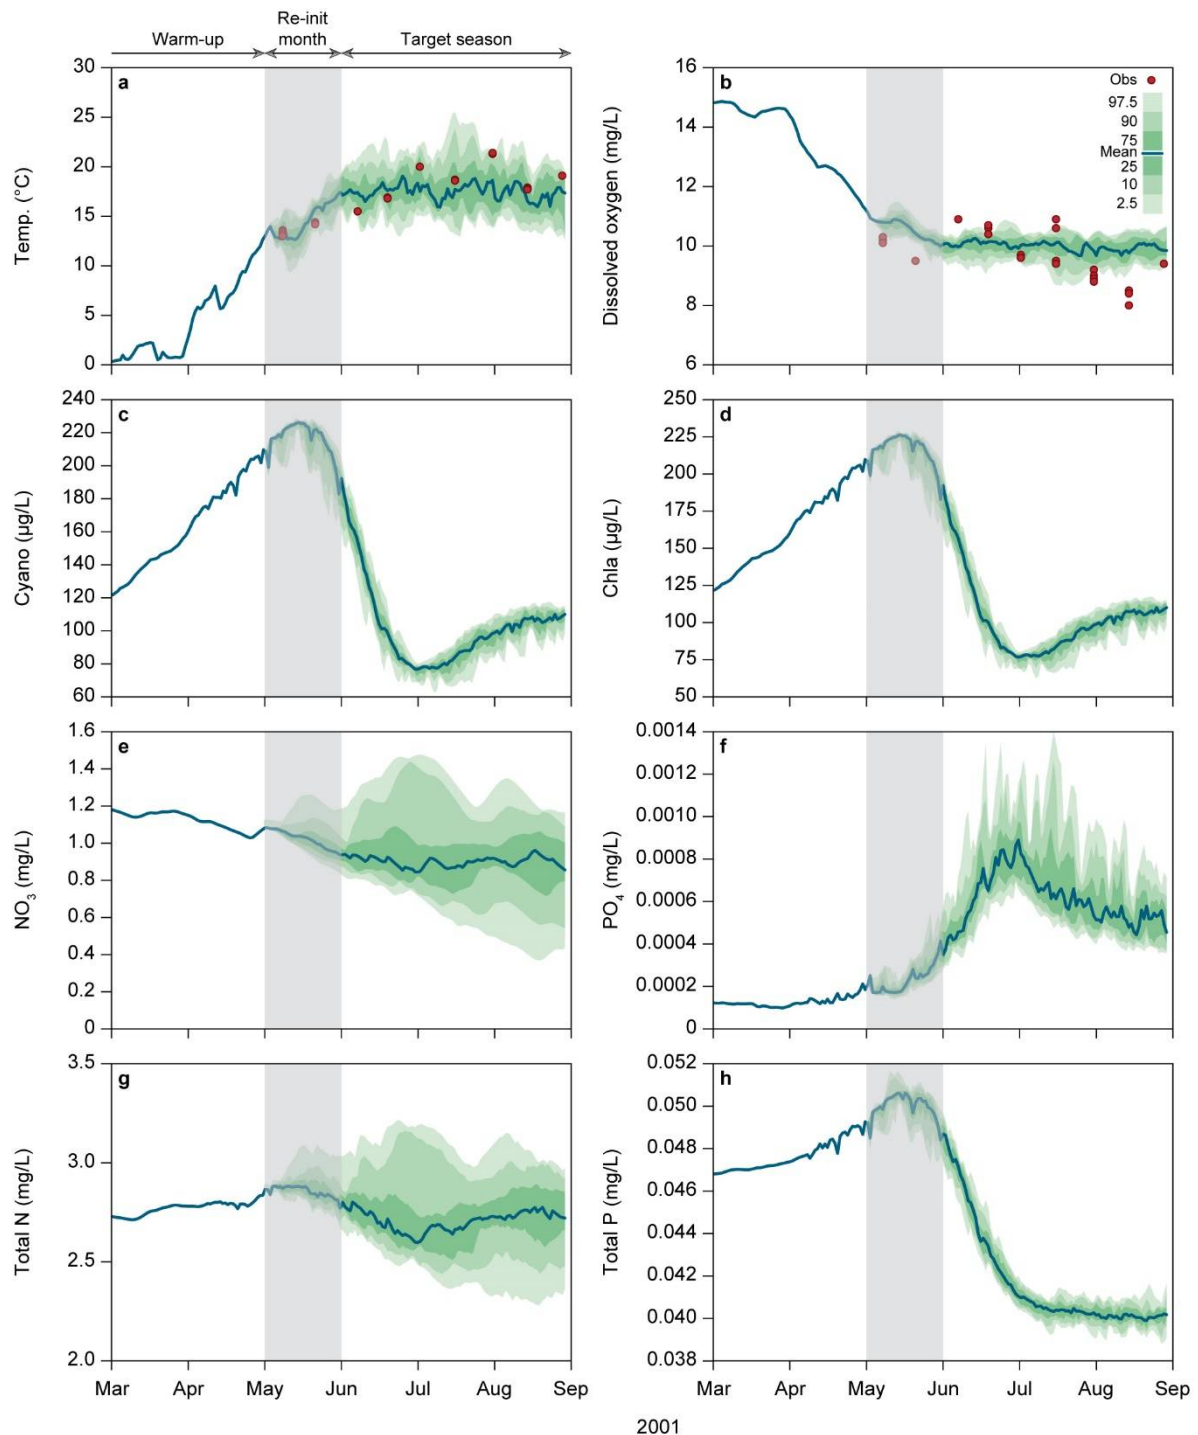 Warm-up
Re-init
month
Target season
a
30
25
20
15
10
5
0
Temp. (°C)
b
16
14
12
10
8
6
Dissolved oxygen (mg/L)
Obs
97.5
90
75
Mean
25
10
2.5
c
240
220
200
180
160
140
120
100
80
60
Cyano (µg/L)
d
250
225
200
175
150
125
100
75
50
Chla (µg/L)
e
1.6
1.4
1.2
1.0
0.8
0.6
0.4
0.2
0
NO₃ (mg/L)
f
0.0014
0.0012
0.0010
0.0008
0.0006
0.0004
0.0002
0
PO₄ (mg/L)
g
3.5
3.0
2.5
2.0
Total N (mg/L)
Mar Apr May Jun Jul Aug Sep
h
0.052
0.050
0.048
0.046
0.044
0.042
0.040
0.038
Total P (mg/L)
Mar Apr May Jun Jul Aug Sep
2001